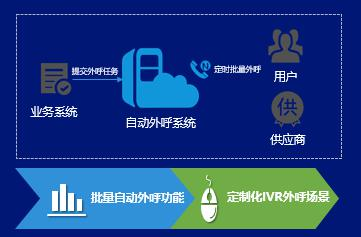 提交外呼任务
N
定时批量外呼
用户
业务系统
自动外呼系统
供
供应商
批量自动外呼功能
定制化IVR外呼场景